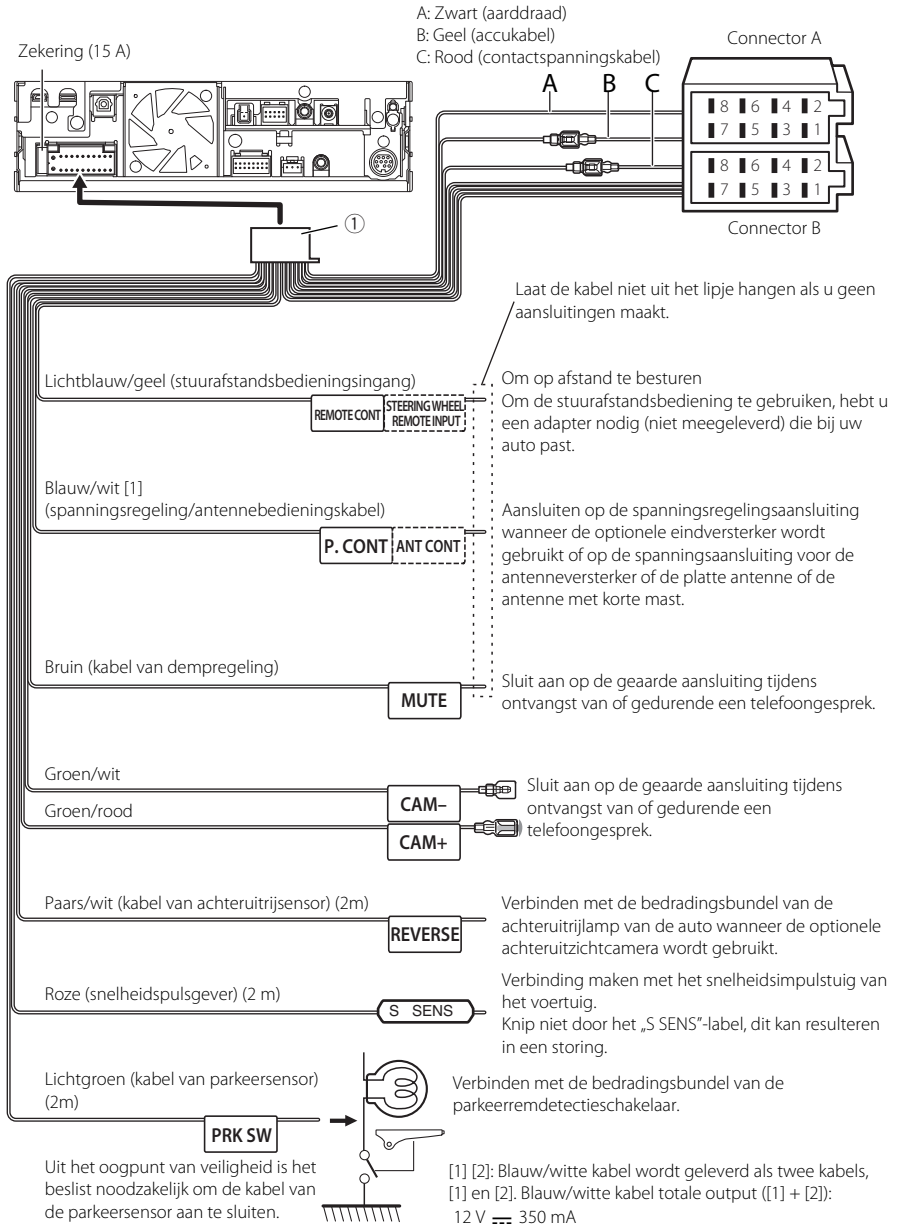 A: Zwart (aarddraad)
B: Geel (accukabel)
C: Rood (contactspanningskabel)
Zekering (15 A)
Connector A
A B C
8 6 4 2
7 5 3 1
8 6 4 2
7 5 3 1
Connector B
①
Laat de kabel niet uit het lipje hangen als u geen
aansluitingen maakt.
Lichtblauw/geel (stuurafstandsbedieningsingang)
REMOTE CONT
STEERING WHEEL
REMOTE INPUT
Om op afstand te besturen
Om de stuurafstandsbediening te gebruiken, hebt u
een adapter nodig (niet meegeleverd) die bij uw
auto past.
Blauw/wit [1]
(spanningsregeling/antennebedieningskabel)
P. CONT ANT CONT
Aansluiten op de spanningsregelingsaansluiting
wanneer de optionele eindversterker wordt
gebruikt of op de spanningsaansluiting voor de
antenneversterker of de platte antenne of de
antenne met korte mast.
Bruin (kabel van dempregeling)
MUTE
Sluit aan op de geaarde aansluiting tijdens
ontvangst van of gedurende een telefoongesprek.
Groen/wit
CAM–
Groen/rood
CAM+
Sluit aan op de geaarde aansluiting tijdens
ontvangst van of gedurende een
telefoongesprek.
Paars/wit (kabel van achteruitrijsensor) (2m)
REVERSE
Verbinden met de bedradingsbundel van de
achteruitrijlamp van de auto wanneer de optionele
achteruitzichtcamera wordt gebruikt.
Roze (snelheidspulsgever) (2 m)
S SENS
Verbinding maken met het snelheidsimpulstuig van
het voertuig.
Knip niet door het „S SENS”-label, dit kan resulteren
in een storing.
Lichtgroen (kabel van parkeersensor)
(2m)
PRK SW
Verbinden met de bedradingsbundel van de
parkeerremdetectieschakelaar.
Uit het oogpunt van veiligheid is het
beslist noodzakelijk om de kabel van
de parkeersensor aan te sluiten.
[1] [2]: Blauw/witte kabel wordt geleverd als twee kabels,
[1] en [2]. Blauw/witte kabel totale output ([1] + [2]):
12 V ⎓ 350 mA